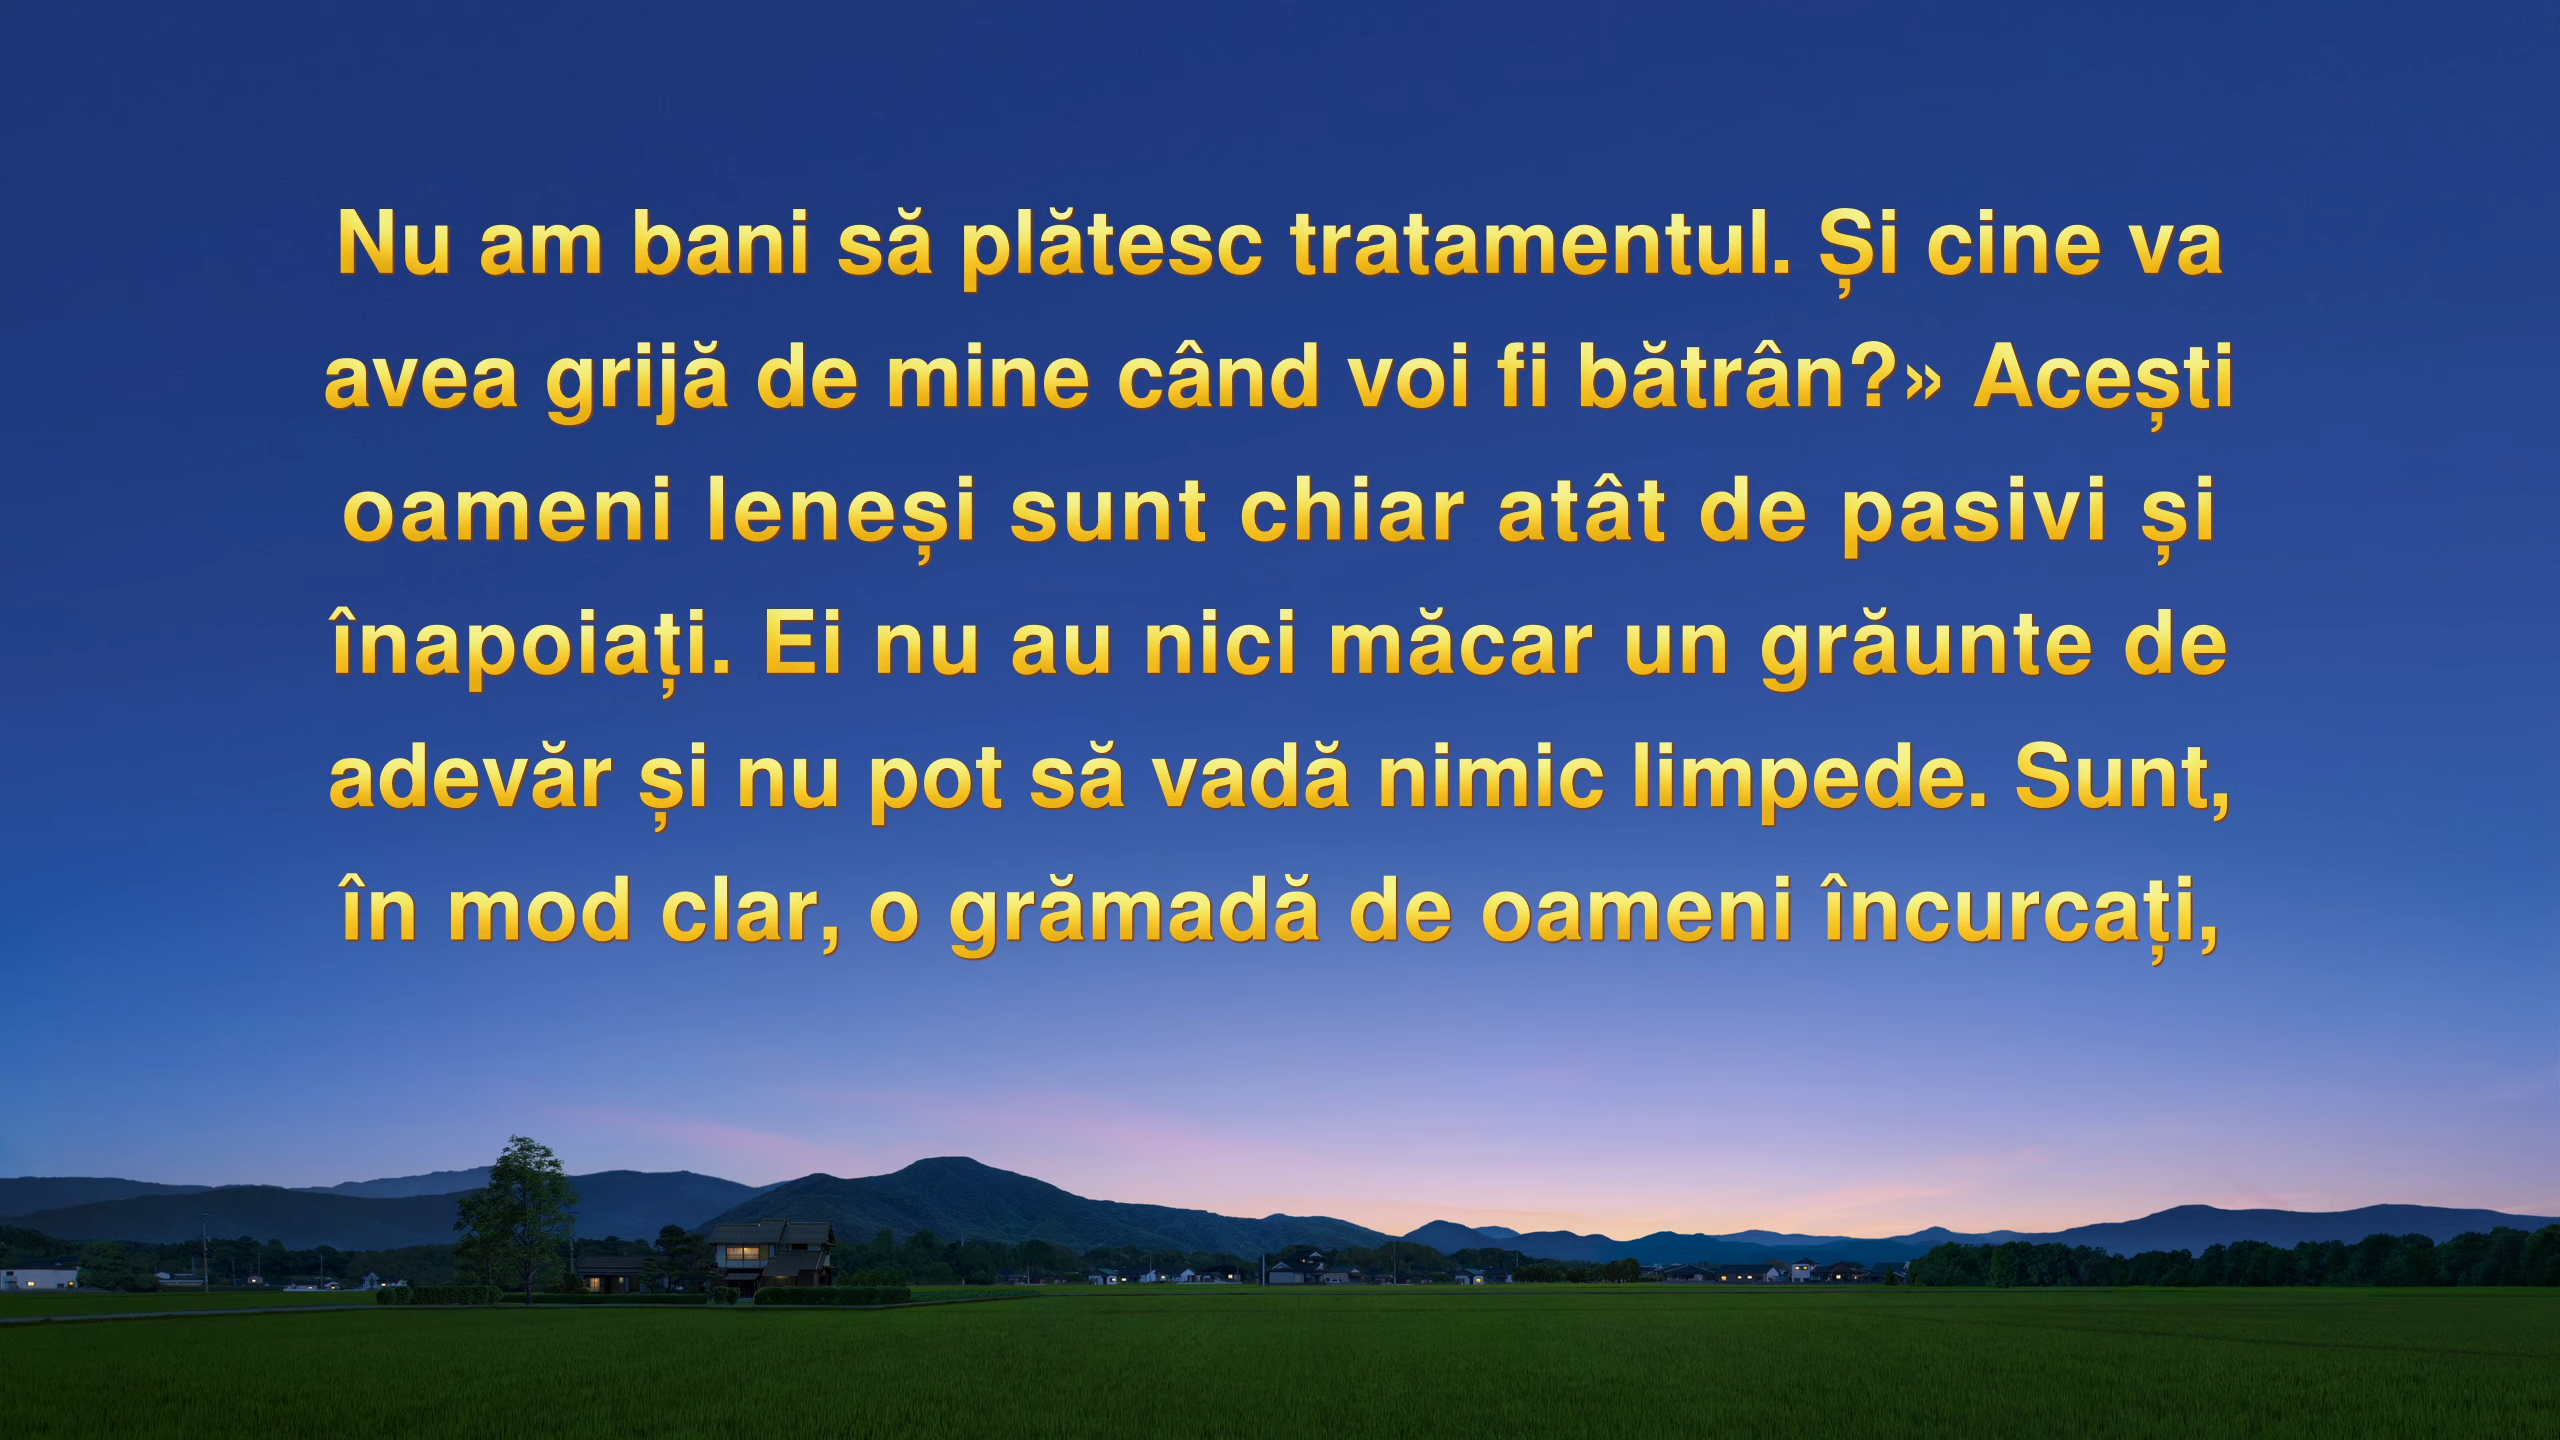 Nu am bani să plătesc tratamentul. Și cine va
avea grijă de mine când voi fi bătrân?» Acești
oameni leneși sunt chiar atât de pasivi și
înapoiați. Ei nu au nici măcar un grăunte de
adevăr și nu pot să vadă nimic limpede. Sunt,
în mod clar, o grămadă de oameni încurcați,